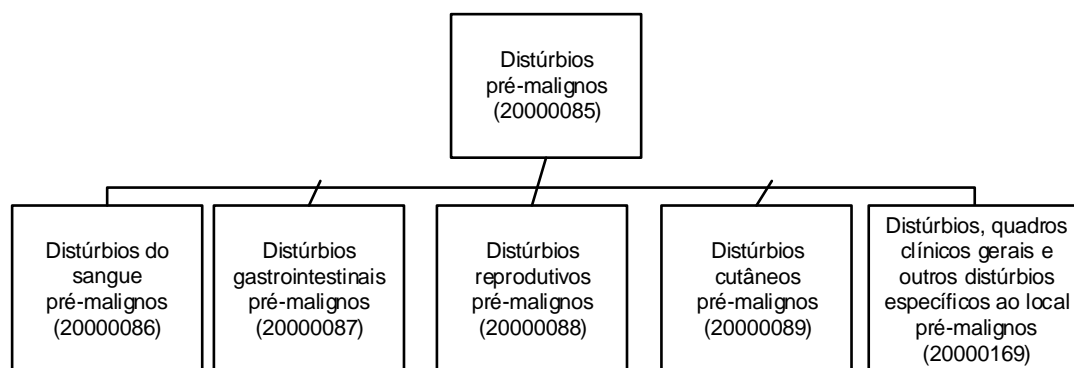 Distúrbios
pré-malignos
(20000085)
Distúrbios do
sangue
pré-malignos
(20000086)
Distúrbios
gastrointestinais
pré-malignos
(20000087)
Distúrbios
reprodutivos
pré-malignos
(20000088)
Distúrbios
cutâneos
pré-malignos
(20000089)
Distúrbios, quadros
clínicos gerais e
outros distúrbios
específicos ao local
pré-malignos
(20000169)